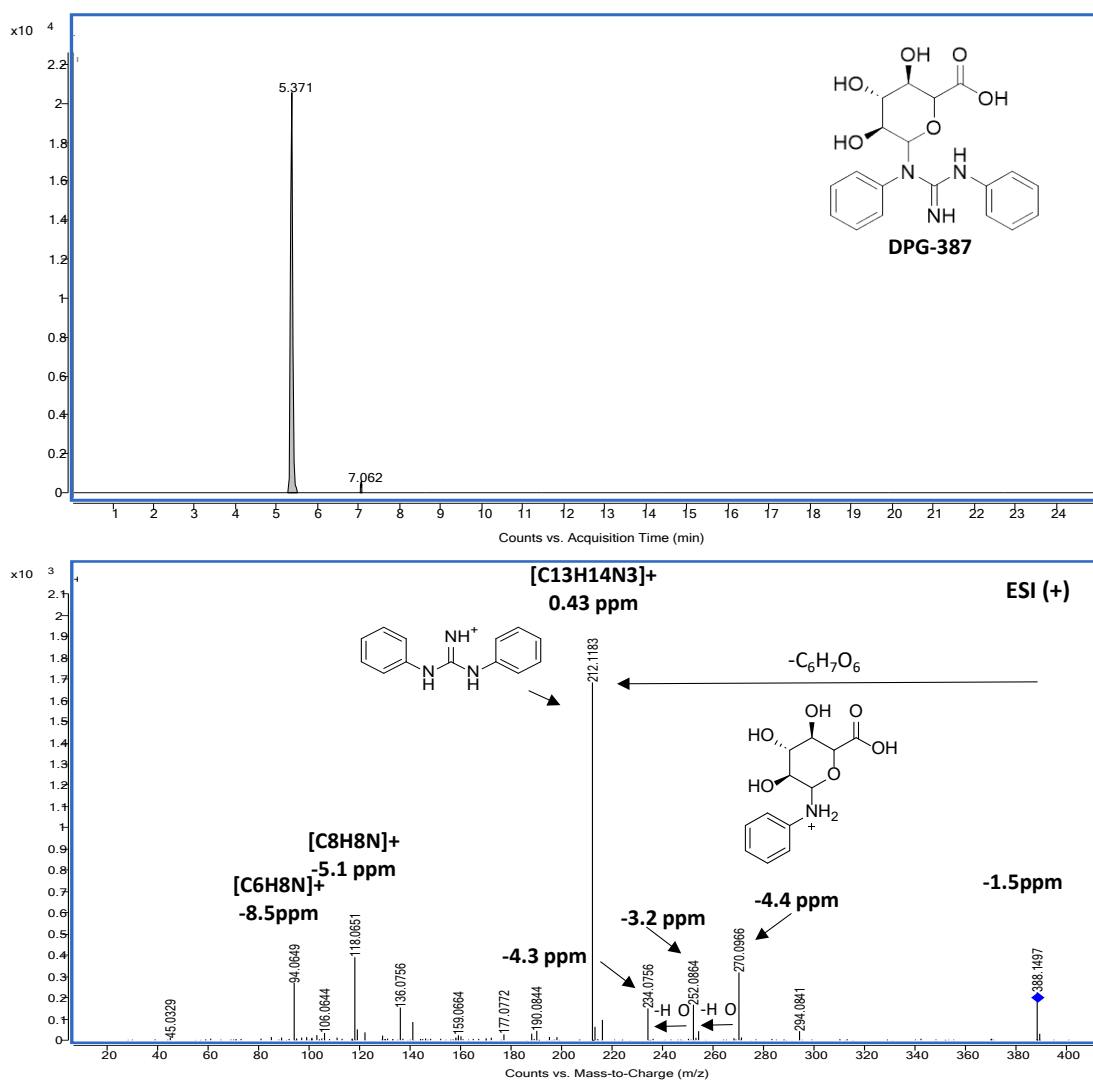 x10 4
2.2
2
1.8
1.6
1.4
1.2
1
0.8
0.6
0.4
0.2
0
5.371
7.062
OH
O
HO
OH
HO
O
H
N
N
NH
DPG-387
1 2 3 4 5 6 7 8 9 10 11 12 13 14 15 16 17 18 19 20 21 22 23 24
Counts vs. Acquisition Time (min)
x10 3
2.1
2
1.9
1.8
1.7
1.6
1.5
1.4
1.3
1.2
1.1
1
0.9
0.8
0.7
0.6
0.5
0.4
0.3
0.2
0.1
0
[C13H14N3]+
0.43 ppm
ESI (+)
NH+
N
H
N
H
212.1183
-C6H7O6
OH
O
HO
OH
HO
O
NH2
+
[C8H8N]+
-5.1 ppm
[C6H8N]+
-8.5ppm
-1.5ppm
-3.2 ppm
-4.4 ppm
-4.3 ppm
45.0329
94.0649
106.0644
118.0651
136.0756
159.0664
177.0772
190.0844
234.0756
252.0864
270.0966
294.0841
388.1497
-H O
-H O
20 40 60 80 100 120 140 160 180 200 220 240 260 280 300 320 340 360 380 400
Counts vs. Mass-to-Charge (m/z)